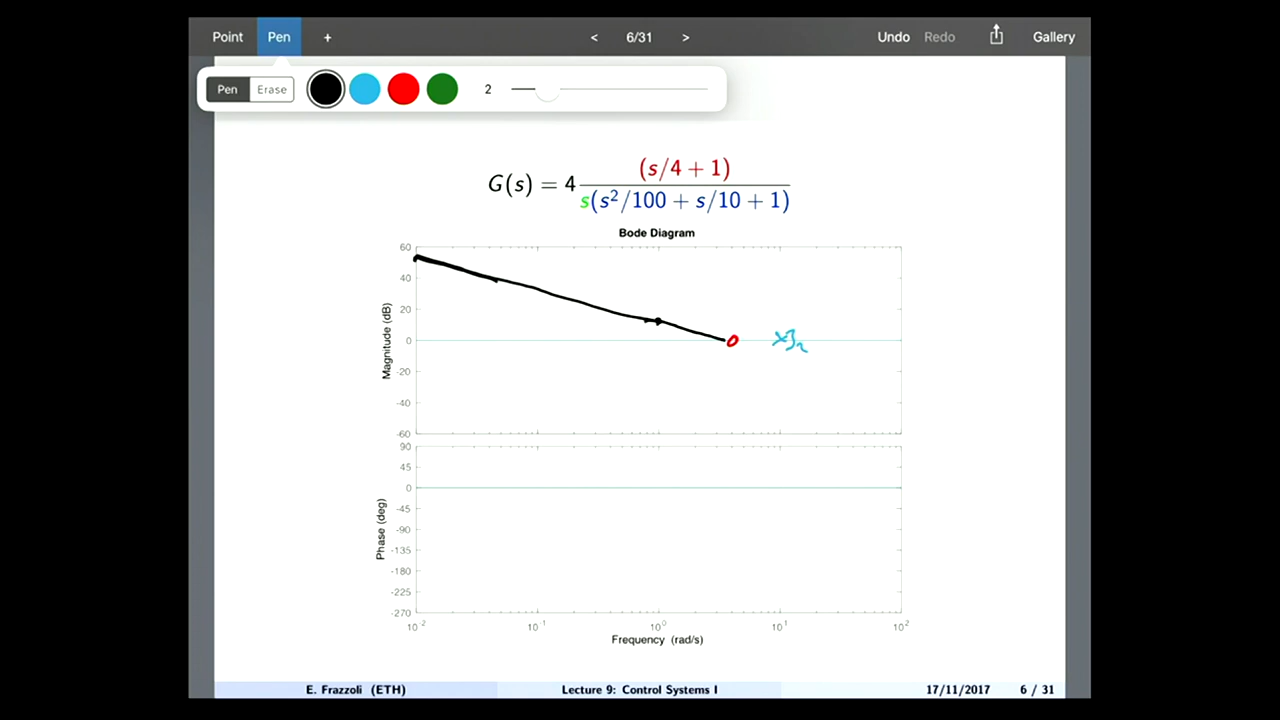 Point Pen + < 6/31 > Undo Redo Gallery
Pen Erase 2
G(s) = 4 (s/4 + 1) / s(s²/100 + s/10 + 1)
Bode Diagram
Magnitude (dB)
60
40
20
0
-20
-40
-60
Phase (deg)
90
45
0
-45
-90
-135
-180
-225
-270
10⁻² 10⁻¹ 10⁰ 10¹ 10²
Frequency (rad/s)
E. Frazzoli (ETH) Lecture 9: Control Systems I 17/11/2017 6 / 31